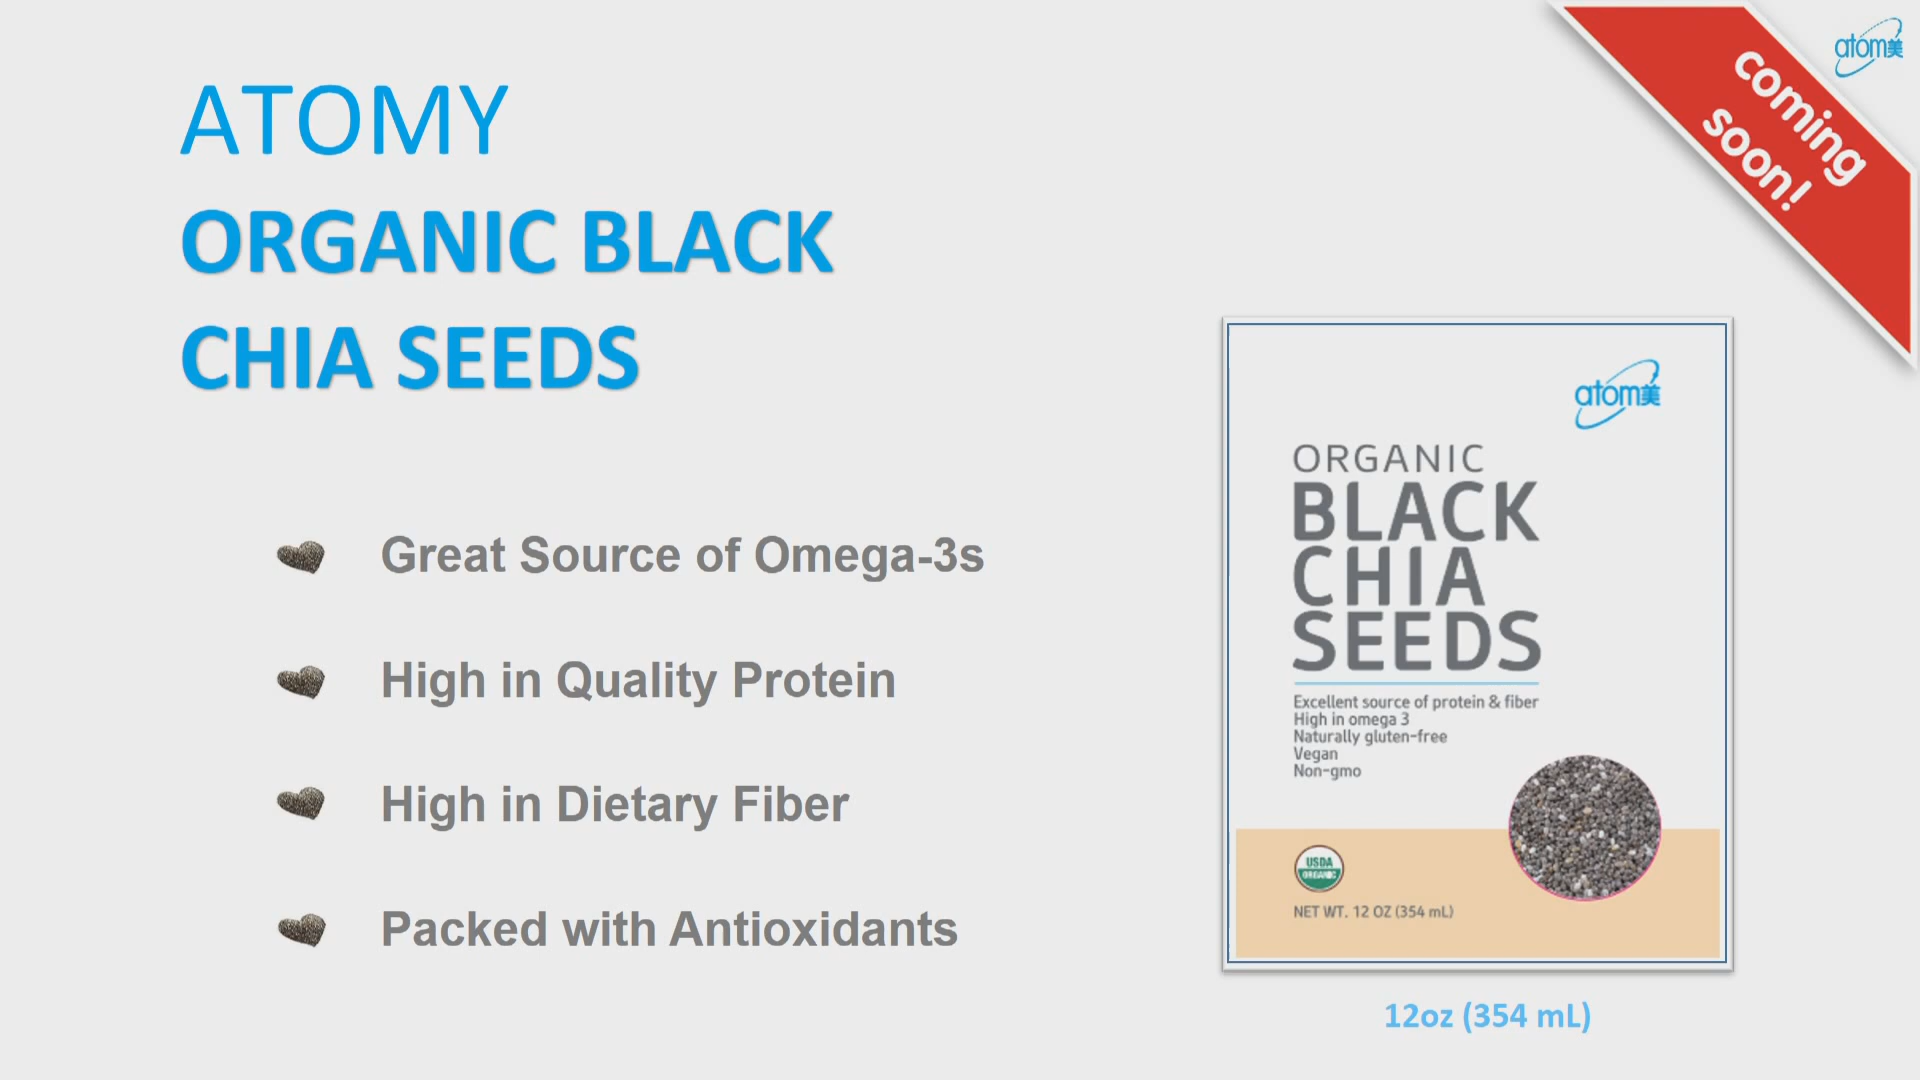 ATOMY
ORGANIC BLACK
CHIA SEEDS
Great Source of Omega-3s
High in Quality Protein
High in Dietary Fiber
Packed with Antioxidants
coming
soon!
atom美
atom美
ORGANIC
BLACK
CHIA
SEEDS
Excellent source of protein & fiber
High in omega 3
Naturally gluten-free
Vegan
Non-gmo
USDA
ORGANIC
NET WT. 12 OZ (354 mL)
12oz (354 mL)